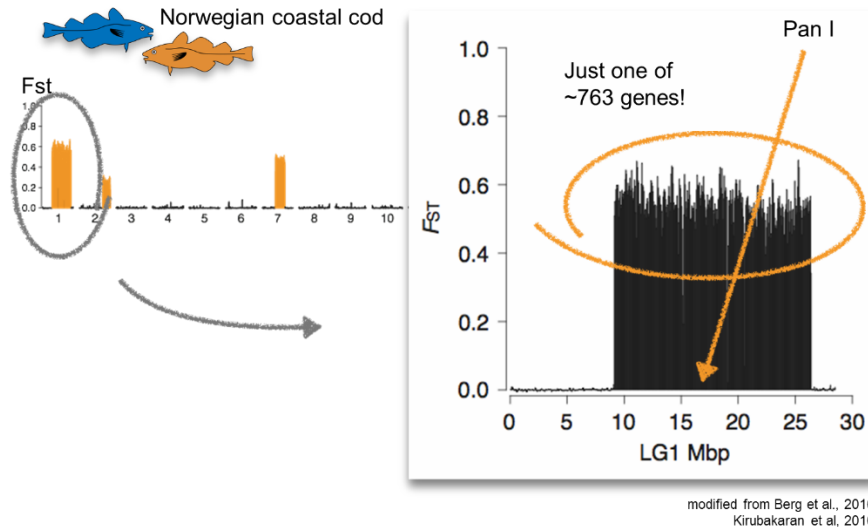 Norwegian coastal cod
Pan I
Just one of
~763 genes!
Fst
1.0
0.8
0.6
0.4
0.2
0.0
1 2 3 4 5 6 7 8 9 10
1.0
0.8
0.6
0.4
0.2
0.0
FST
0 5 10 15 20 25 30
LG1 Mbp
modified from Berg et al., 201
Kirubakaran et al, 201